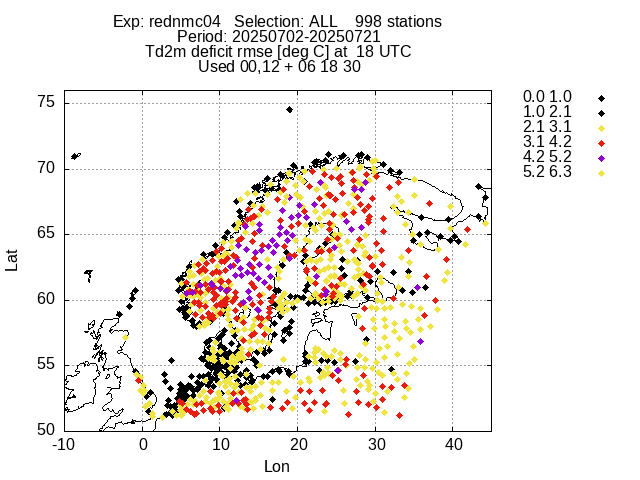 Exp: rednmc04   Selection: ALL    998 stations
Period: 20250702-20250721
Td2m deficit rmse [deg C] at  18 UTC
Used 00,12 + 06 18 30
0.0 1.0
1.0 2.1
2.1 3.1
3.1 4.2
4.2 5.2
5.2 6.3
75
70
65
60
55
50
Lat
-10 0 10 20 30 40
Lon